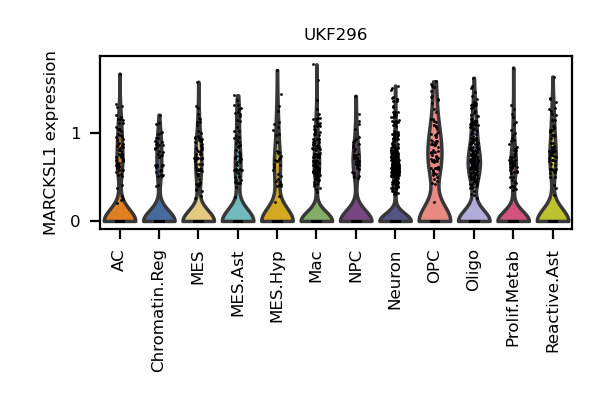 UKF296
MARCKSL1 expression
1
0
AC
Chromatin.Reg
MES
MES.Ast
MES.Hyp
Mac
NPC
Neuron
OPC
Oligo
Prolif.Metab
Reactive.Ast